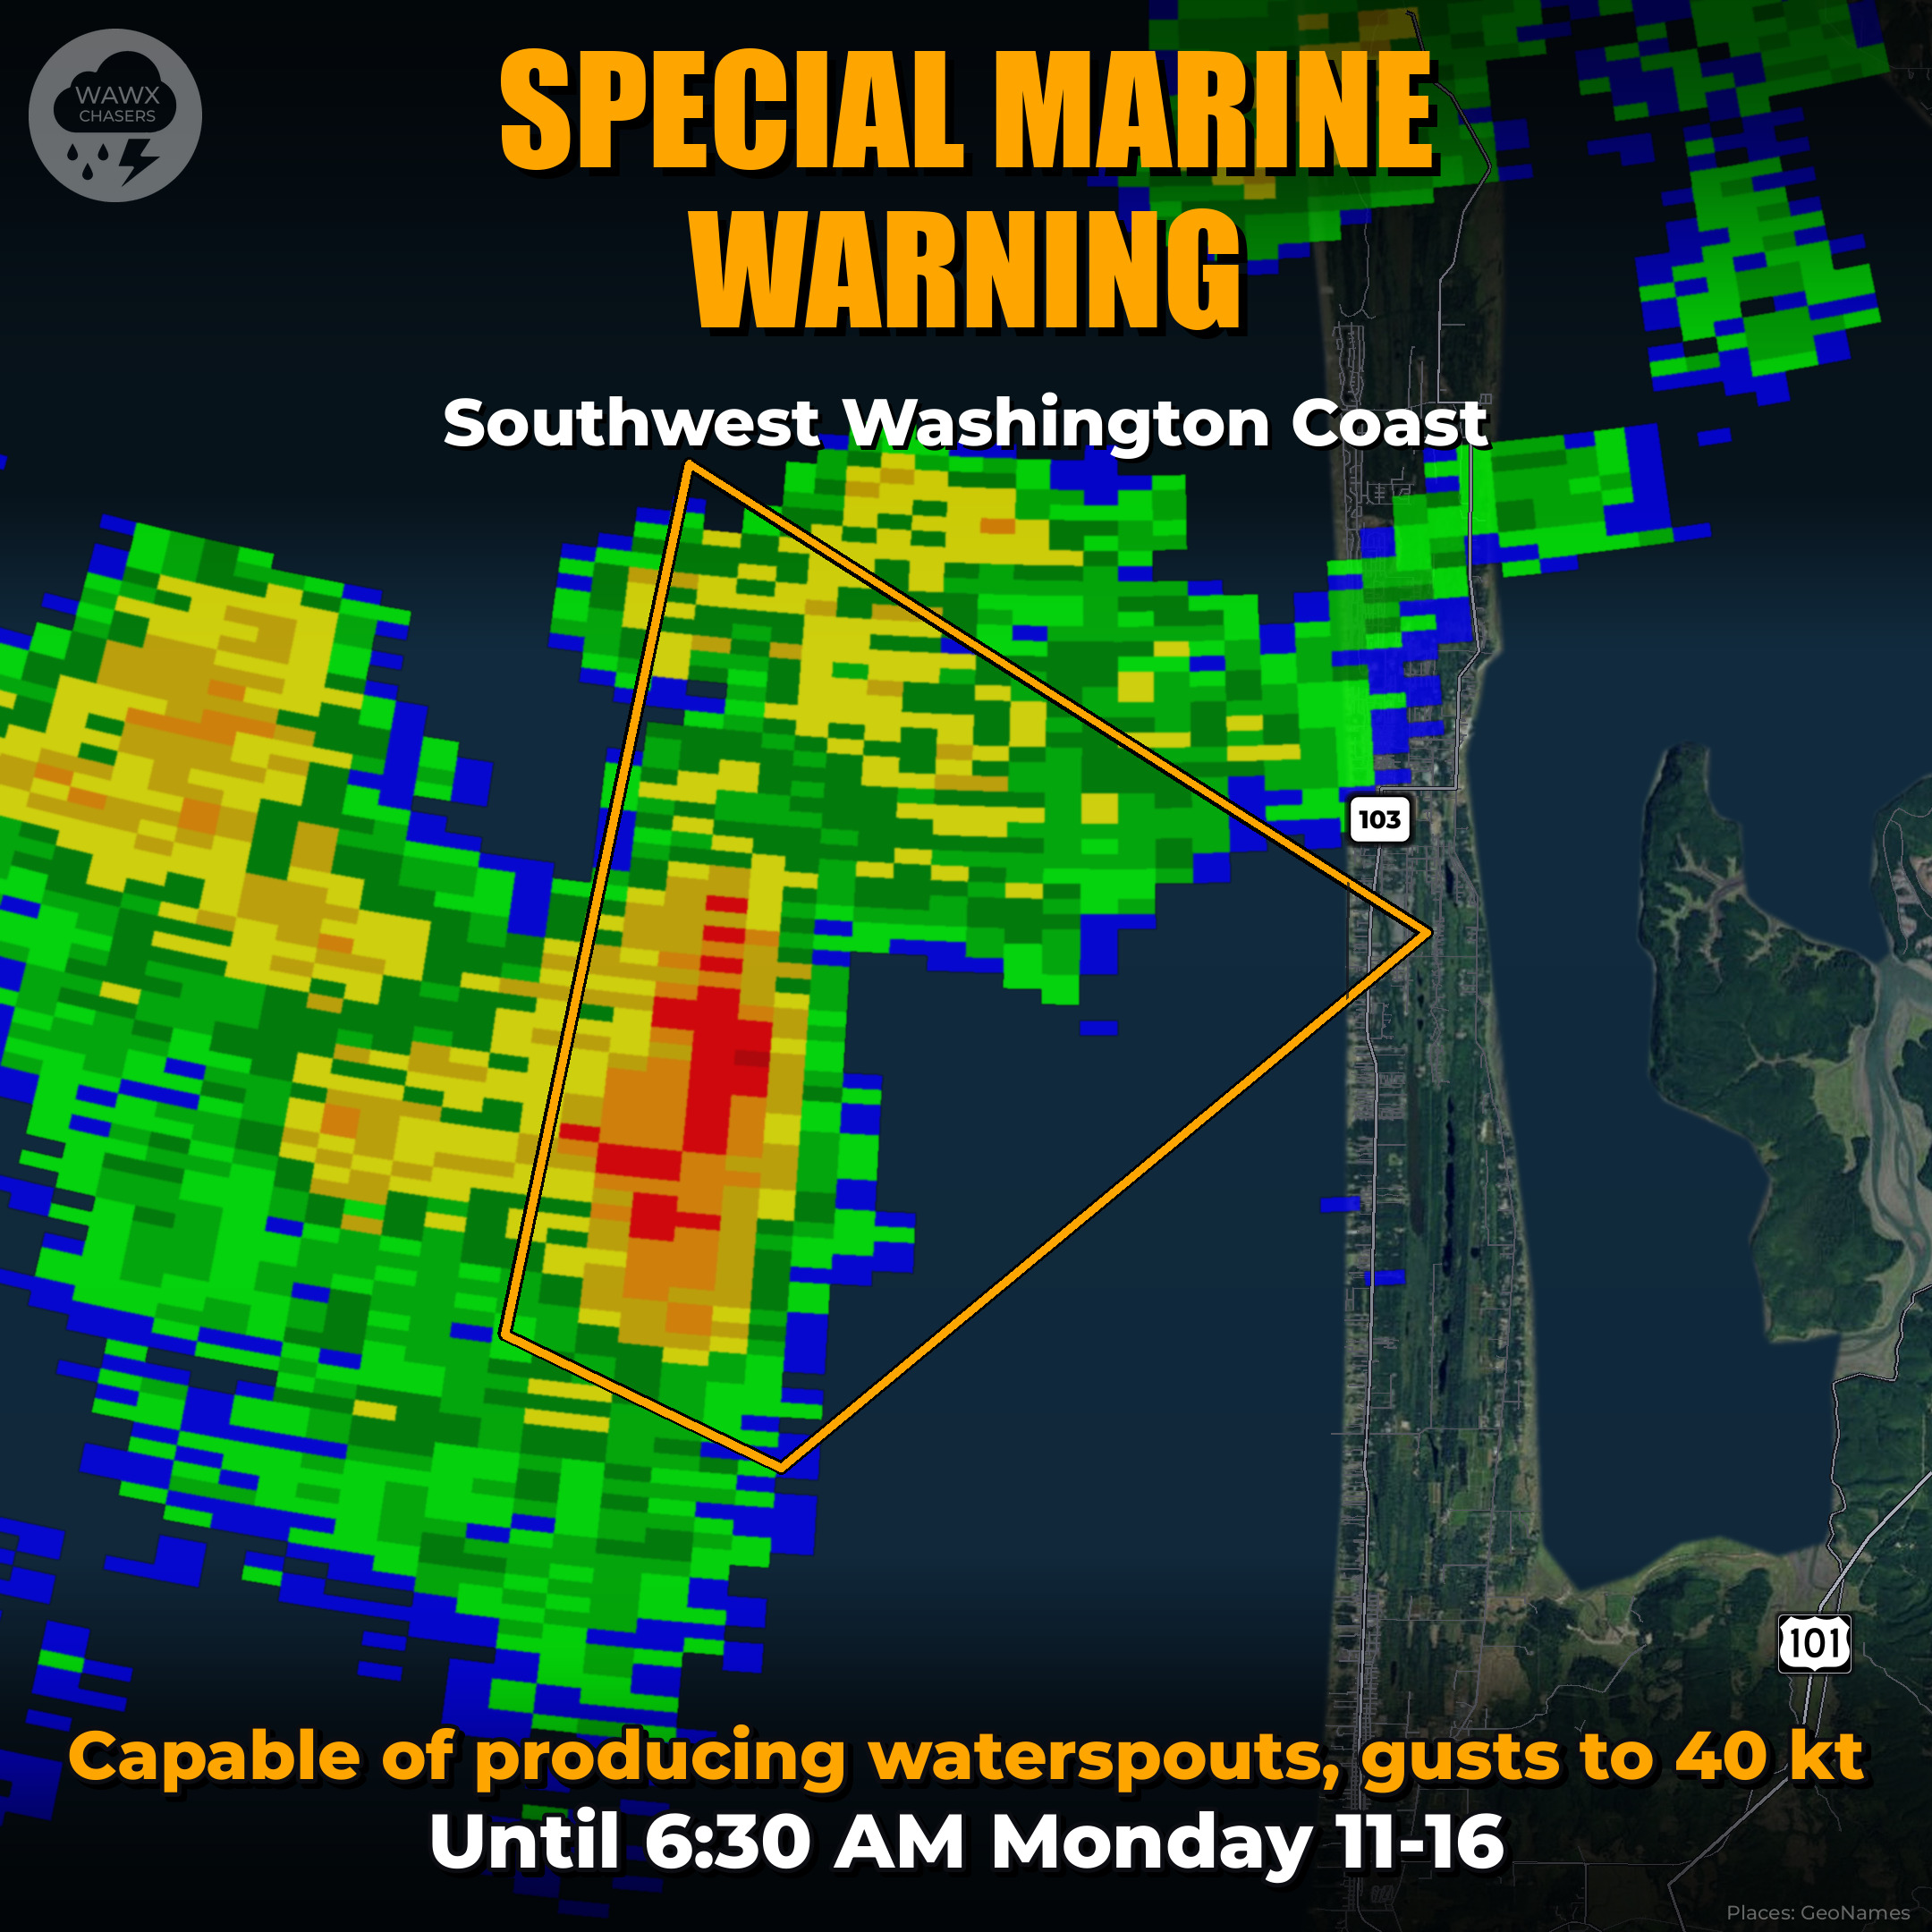 WAWX
CHASERS
SPECIAL MARINE
WARNING
Southwest Washington Coast
103
101
Capable of producing waterspouts, gusts to 40 kt
Until 6:30 AM Monday 11-16
Places: GeoNames